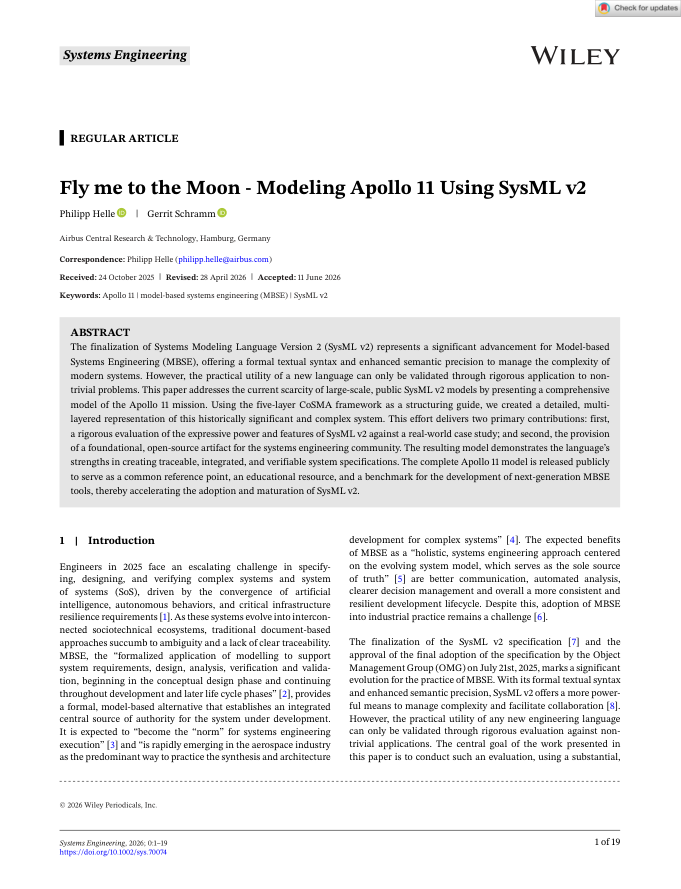 Check for updates
Systems Engineering
WILEY
REGULAR ARTICLE
Fly me to the Moon - Modeling Apollo 11 Using SysML v2
Philipp Helle | Gerrit Schramm
Airbus Central Research & Technology, Hamburg, Germany
Correspondence: Philipp Helle (philipp.helle@airbus.com)
Received: 24 October 2025 | Revised: 28 April 2026 | Accepted: 11 June 2026
Keywords: Apollo 11 | model-based systems engineering (MBSE) | SysML v2
ABSTRACT
The finalization of Systems Modeling Language Version 2 (SysML v2) represents a significant advancement for Model-based
Systems Engineering (MBSE), offering a formal textual syntax and enhanced semantic precision to manage the complexity of
modern systems. However, the practical utility of a new language can only be validated through rigorous application to non-
trivial problems. This paper addresses the current scarcity of large-scale, public SysML v2 models by presenting a comprehensive
model of the Apollo 11 mission. Using the five-layer CoSMA framework as a structuring guide, we created a detailed, multi-
layered representation of this historically significant and complex system. This effort delivers two primary contributions: first,
a rigorous evaluation of the expressive power and features of SysML v2 against a real-world case study; and second, the provision
of a foundational, open-source artifact for the systems engineering community. The resulting model demonstrates the language's
strengths in creating traceable, integrated, and verifiable system specifications. The complete Apollo 11 model is released publicly
to serve as a common reference point, an educational resource, and a benchmark for the development of next-generation MBSE
tools, thereby accelerating the adoption and maturation of SysML v2.
1 | Introduction
Engineers in 2025 face an escalating challenge in specify-
ing, designing, and verifying complex systems and system
of systems (SoS), driven by the convergence of artificial
intelligence, autonomous behaviors, and critical infrastructure
resilience requirements [1]. As these systems evolve into intercon-
nected sociotechnical ecosystems, traditional document-based
approaches succumb to ambiguity and a lack of clear traceability.
MBSE, the “formalized application of modelling to support
system requirements, design, analysis, verification and valida-
tion, beginning in the conceptual design phase and continuing
throughout development and later life cycle phases” [2], provides
a formal, model-based alternative that establishes an integrated
central source of authority for the system under development.
It is expected to “become the “norm” for systems engineering
execution” [3] and “is rapidly emerging in the aerospace industry
as the predominant way to practice the synthesis and architecture
development for complex systems” [4]. The expected benefits
of MBSE as a “holistic, systems engineering approach centered
on the evolving system model, which serves as the sole source
of truth” [5] are better communication, automated analysis,
clearer decision management and overall a more consistent and
resilient development lifecycle. Despite this, adoption of MBSE
into industrial practice remains a challenge [6].
The finalization of the SysML v2 specification [7] and the
approval of the final adoption of the specification by the Object
Management Group (OMG) on July 21st, 2025, marks a significant
evolution for the practice of MBSE. With its formal textual syntax
and enhanced semantic precision, SysML v2 offers a more power-
ful means to manage complexity and facilitate collaboration [8].
However, the practical utility of any new engineering language
can only be validated through rigorous evaluation against non-
trivial applications. The central goal of the work presented in
this paper is to conduct such an evaluation, using a substantial,
© 2026 Wiley Periodicals, Inc.
Systems Engineering, 2026; 0:1–19
https://doi.org/10.1002/sys.70074
1 of 19